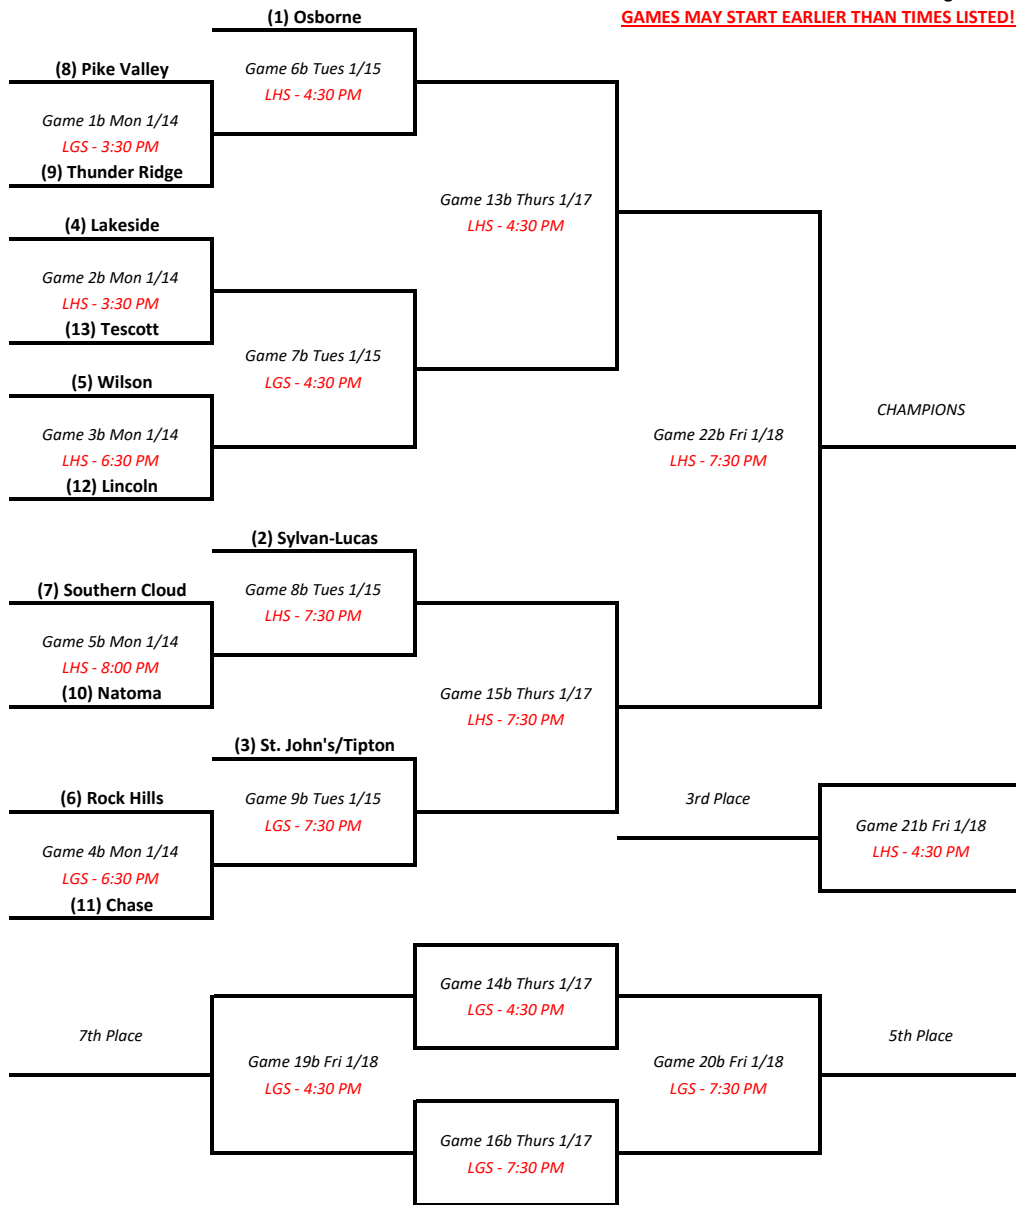 (1) Osborne
GAMES MAY START EARLIER THAN TIMES LISTED!
(8) Pike Valley
Game 6b Tues 1/15
LHS - 4:30 PM
Game 1b Mon 1/14
LGS - 3:30 PM
(9) Thunder Ridge
Game 13b Thurs 1/17
LHS - 4:30 PM
(4) Lakeside
Game 2b Mon 1/14
LHS - 3:30 PM
(13) Tescott
Game 7b Tues 1/15
LGS - 4:30 PM
(5) Wilson
Game 3b Mon 1/14
LHS - 6:30 PM
(12) Lincoln
CHAMPIONS
Game 22b Fri 1/18
LHS - 7:30 PM
(2) Sylvan-Lucas
(7) Southern Cloud
Game 8b Tues 1/15
LHS - 7:30 PM
Game 5b Mon 1/14
LHS - 8:00 PM
(10) Natoma
Game 15b Thurs 1/17
LHS - 7:30 PM
(3) St. John's/Tipton
(6) Rock Hills
Game 9b Tues 1/15
LGS - 7:30 PM
Game 4b Mon 1/14
LGS - 6:30 PM
(11) Chase
3rd Place
Game 21b Fri 1/18
LHS - 4:30 PM
Game 14b Thurs 1/17
LGS - 4:30 PM
7th Place
5th Place
Game 19b Fri 1/18
LGS - 4:30 PM
Game 20b Fri 1/18
LGS - 7:30 PM
Game 16b Thurs 1/17
LGS - 7:30 PM